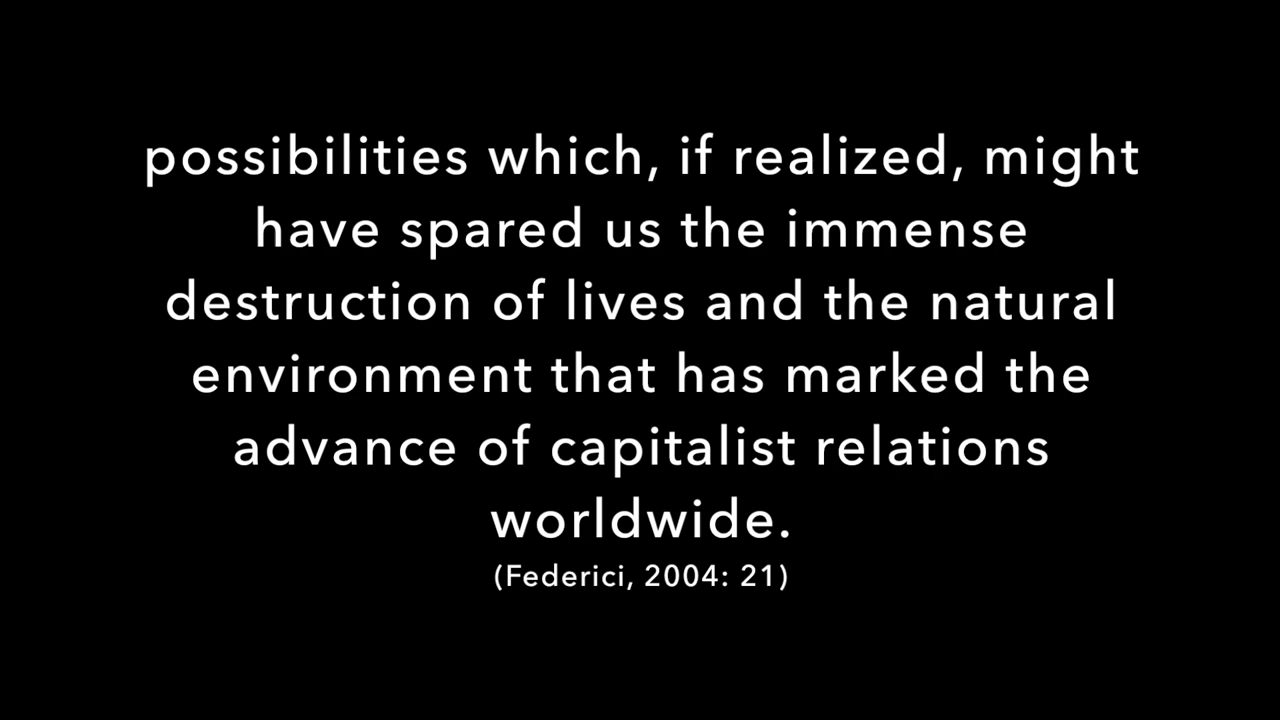 possibilities which, if realized, might
have spared us the immense
destruction of lives and the natural
environment that has marked the
advance of capitalist relations
worldwide.
(Federici, 2004: 21)